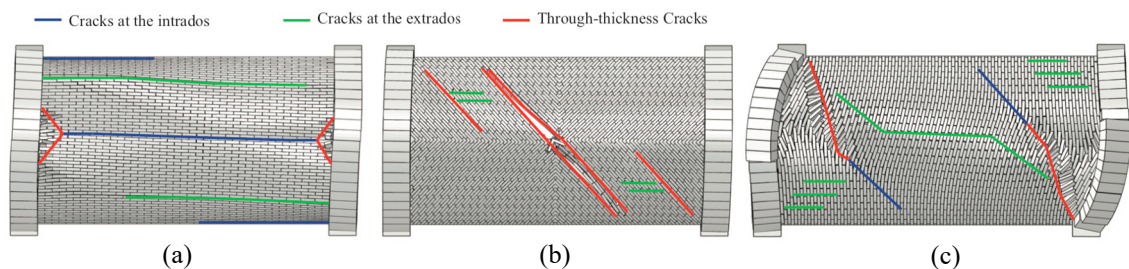 Cracks at the intrados Cracks at the extrados Through-thickness Cracks
(a) (b) (c)